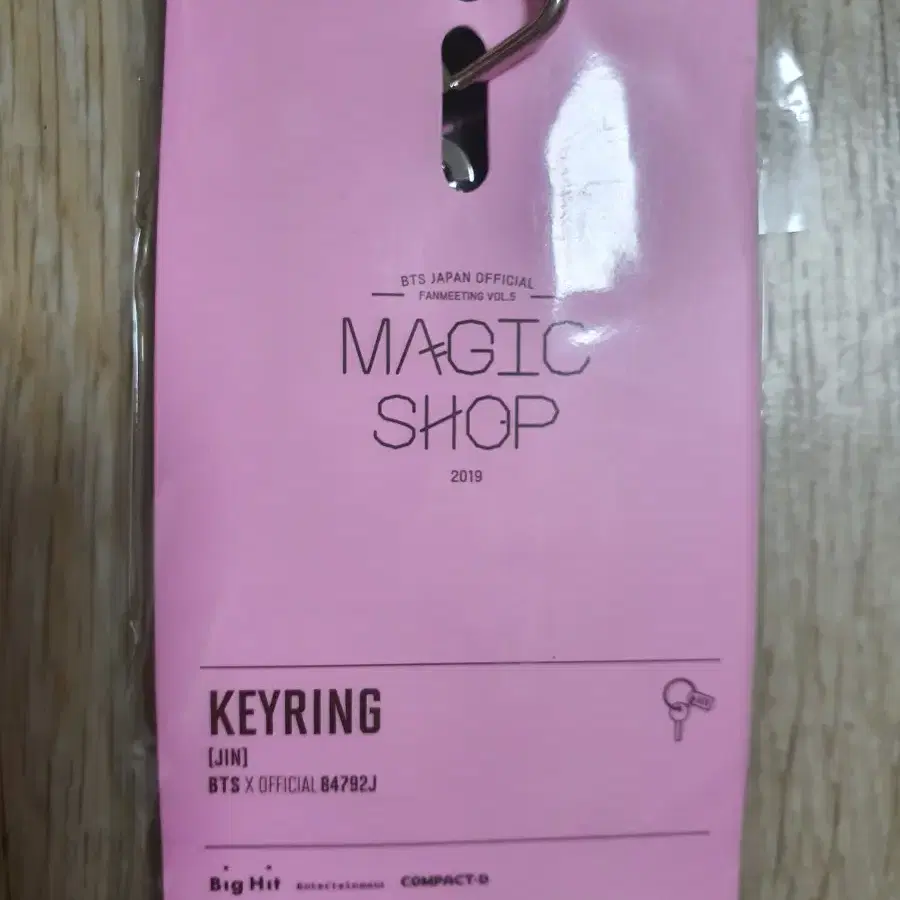 BTS JAPAN OFFICIAL
FANMEETING VOL.5
MAGIC
SHOP
2019
KEYRING
[JIN]
BTS X OFFICIAL 84792J
Big Hit Entertainment COMPACT-D